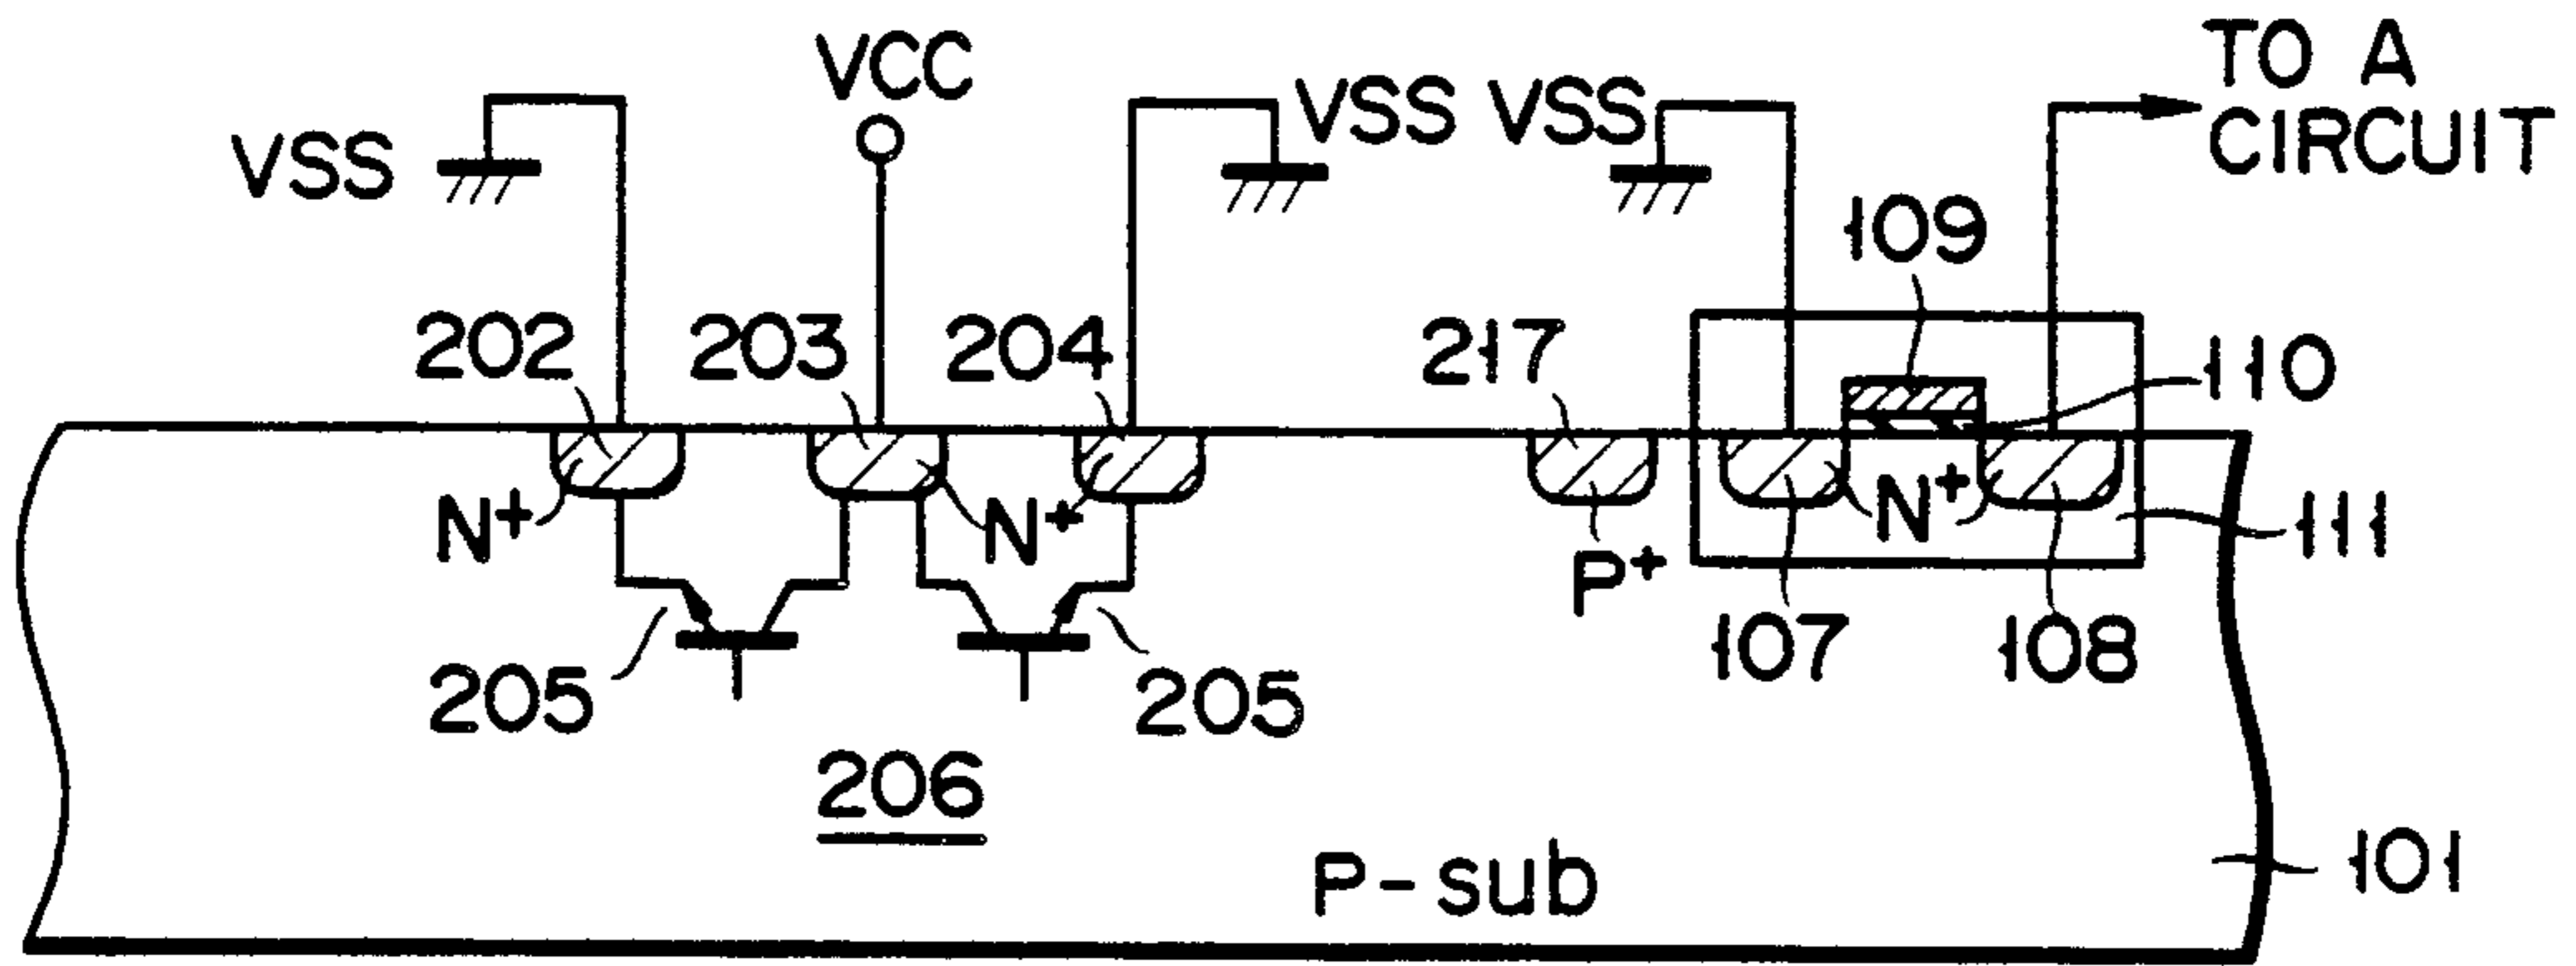 VSS
VCC
VSS
VSS
TO A
CIRCUIT
109
202
203
204
217
110
N+
N+
P+
N+
111
205
205
107
108
206
P-sub
101